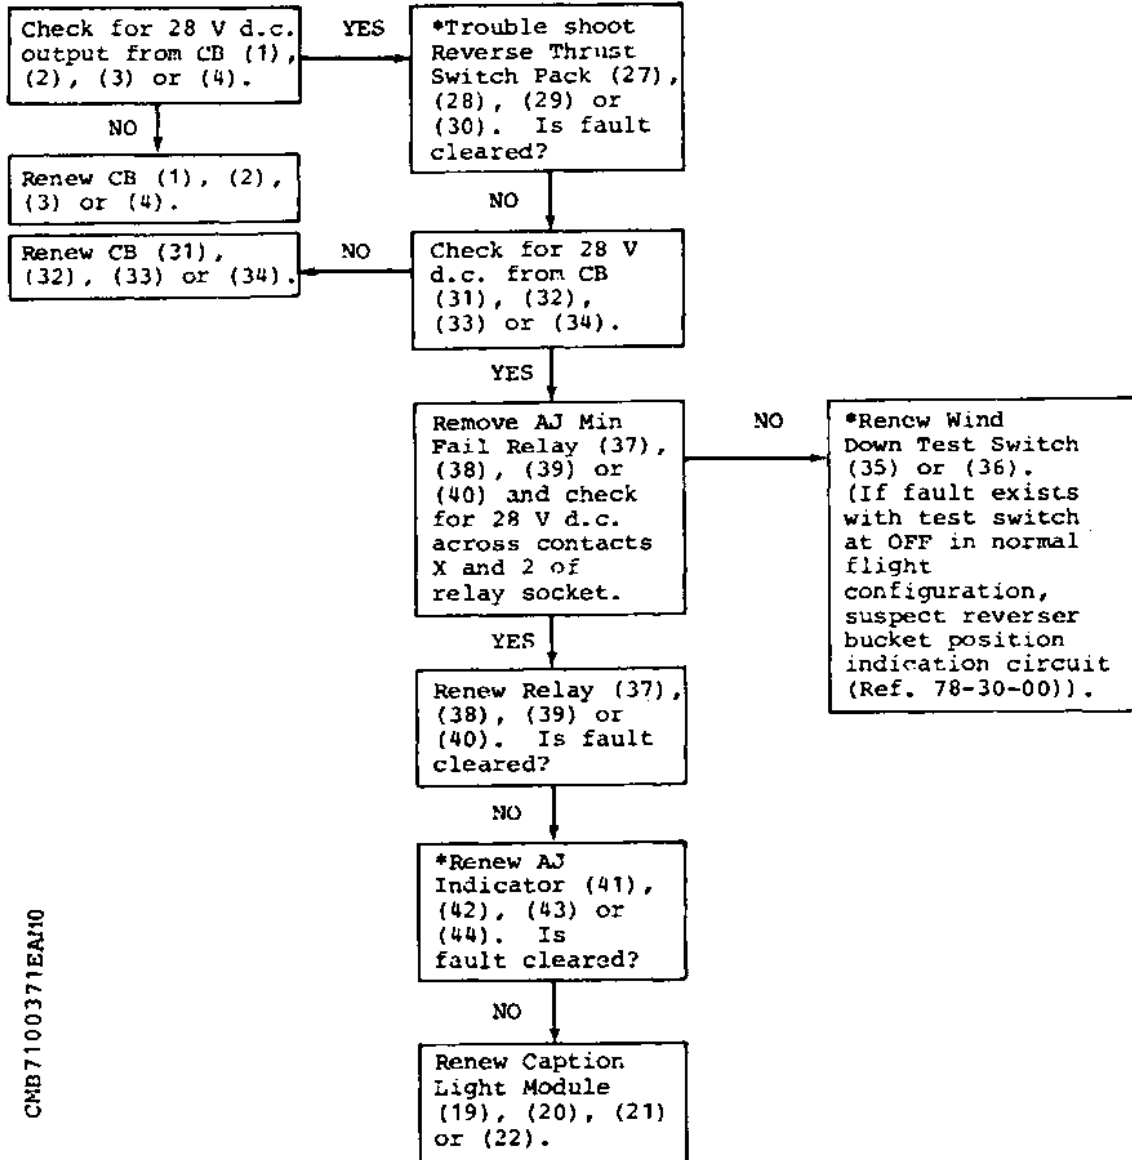 Check for 28 V d.c.
output from CB (1),
(2), (3) or (4).
YES
*Trouble shoot
Reverse Thrust
Switch Pack (27),
(28), (29) or
(30). Is fault
cleared?
NO
Renew CB (1), (2),
(3) or (4).
NO
Check for 28 V
d.c. from CB
(31), (32),
(33) or (34).
NO
Renew CB (31),
(32), (33) or (34).
YES
Remove AJ Min
Fail Relay (37),
(38), (39) or
(40) and check
for 28 V d.c.
across contacts
X and 2 of
relay socket.
NO
*Renew Wind
Down Test Switch
(35) or (36).
(If fault exists
with test switch
at OFF in normal
flight
configuration,
suspect reverser
bucket position
indication circuit
(Ref. 78-30-00)).
YES
Renew Relay (37),
(38), (39) or
(40). Is fault
cleared?
NO
*Renew AJ
Indicator (41),
(42), (43) or
(44). Is
fault cleared?
NO
Renew Caption
Light Module
(19), (20), (21)
or (22).
CMB7100371EAM0